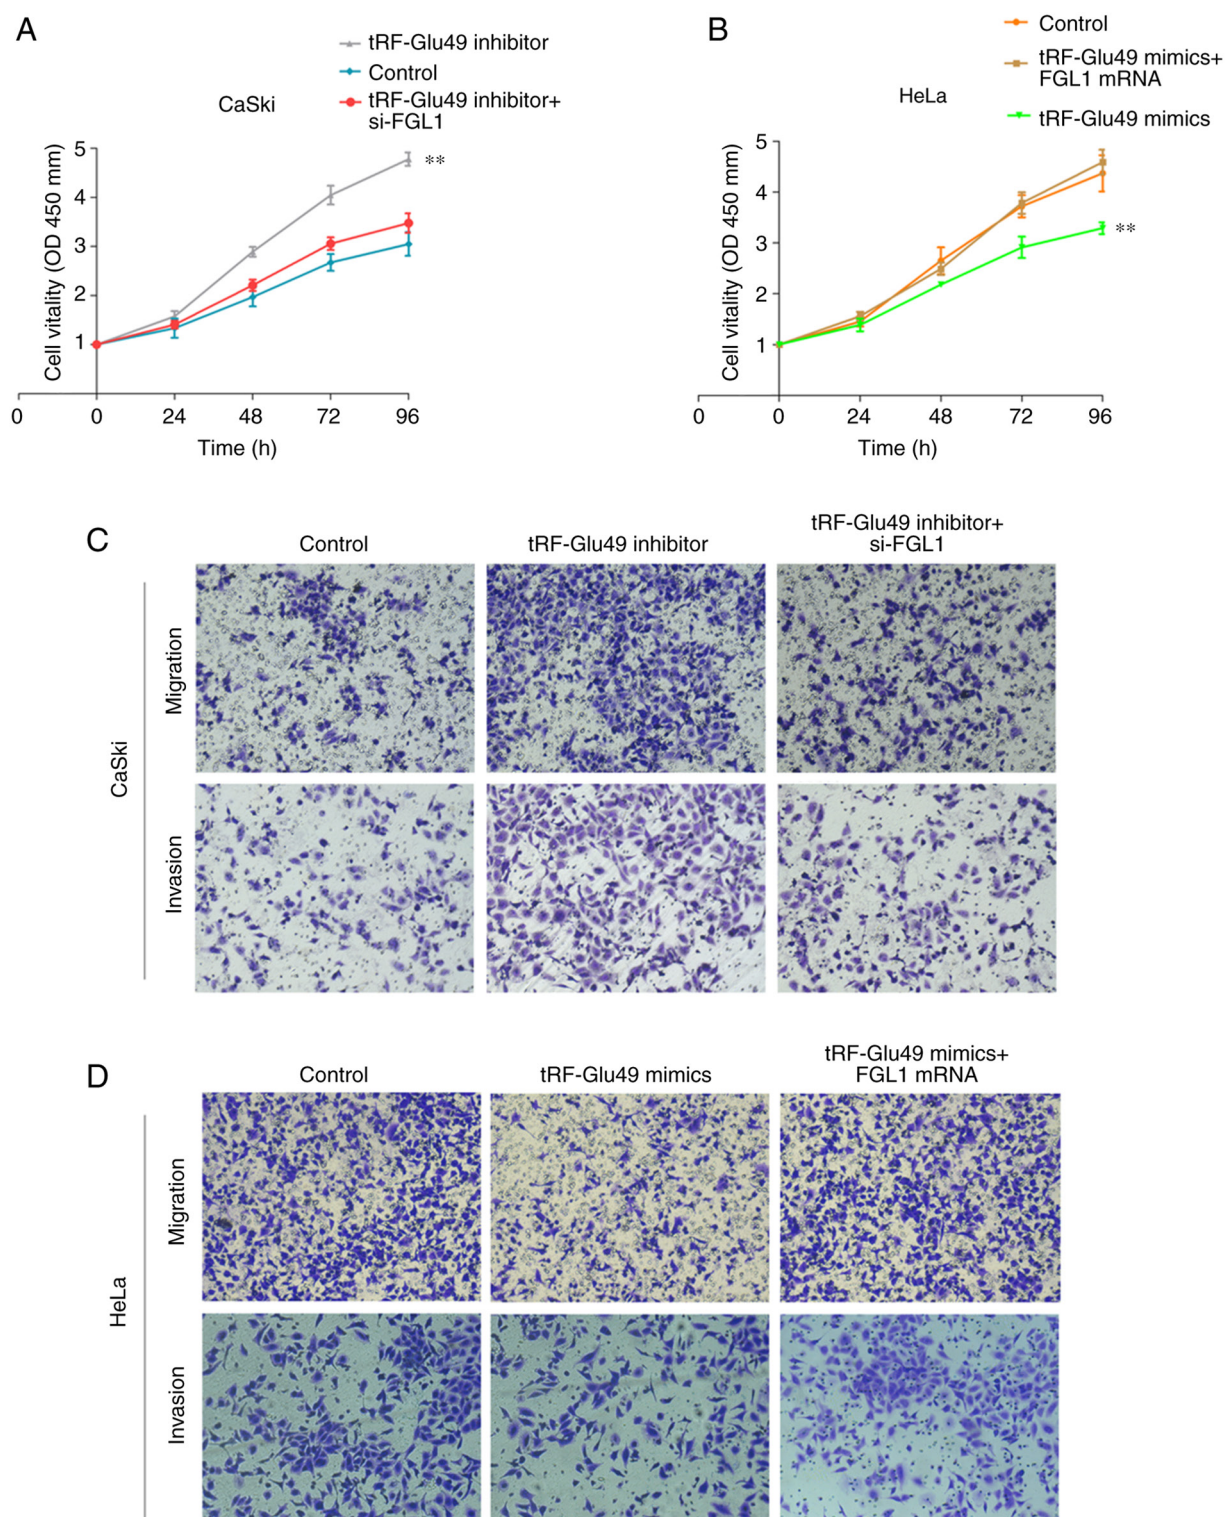 A
tRF-Glu49 inhibitor
Control
tRF-Glu49 inhibitor+
si-FGL1
CaSki
Cell vitality (OD 450 mm)
5
**
4
3
2
1
0
0
24
48
72
96
Time (h)
B
Control
tRF-Glu49 mimics+
FGL1 mRNA
tRF-Glu49 mimics
HeLa
Cell vitality (OD 450 mm)
5
4
3
**
2
1
0
0
24
48
72
96
Time (h)
C
Control
tRF-Glu49 inhibitor
tRF-Glu49 inhibitor+
si-FGL1
CaSki
Migration
Invasion
D
Control
tRF-Glu49 mimics
tRF-Glu49 mimics+
FGL1 mRNA
HeLa
Migration
Invasion